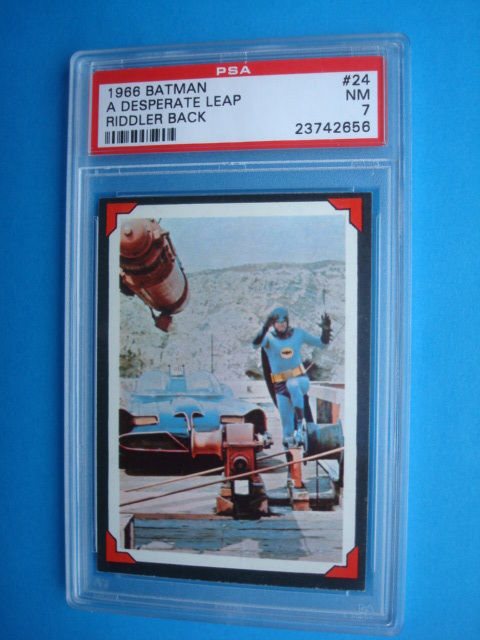 PSA
1966 BATMAN #24
A DESPERATE LEAP NM
RIDDLER BACK 7
23742656